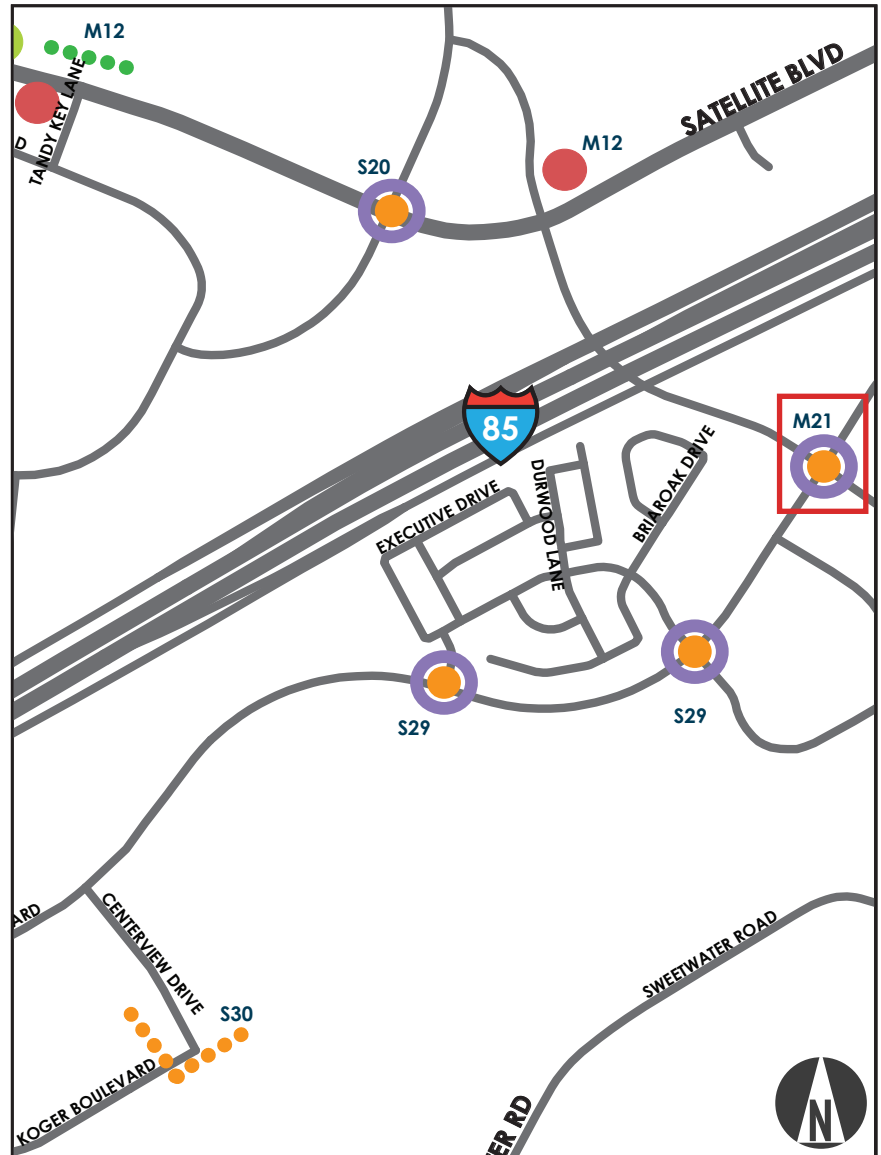 M12
TANDY KEY LANE
D
SATELLITE BLVD
M12
S20
85
M21
EXECUTIVE DRIVE
DURWOOD LANE
BRIAROAK DRIVE
S29
S29
ARD
CENTERVIEW DRIVE
SWEETWATER ROAD
S30
KOGER BOULEVARD
ER RD
N